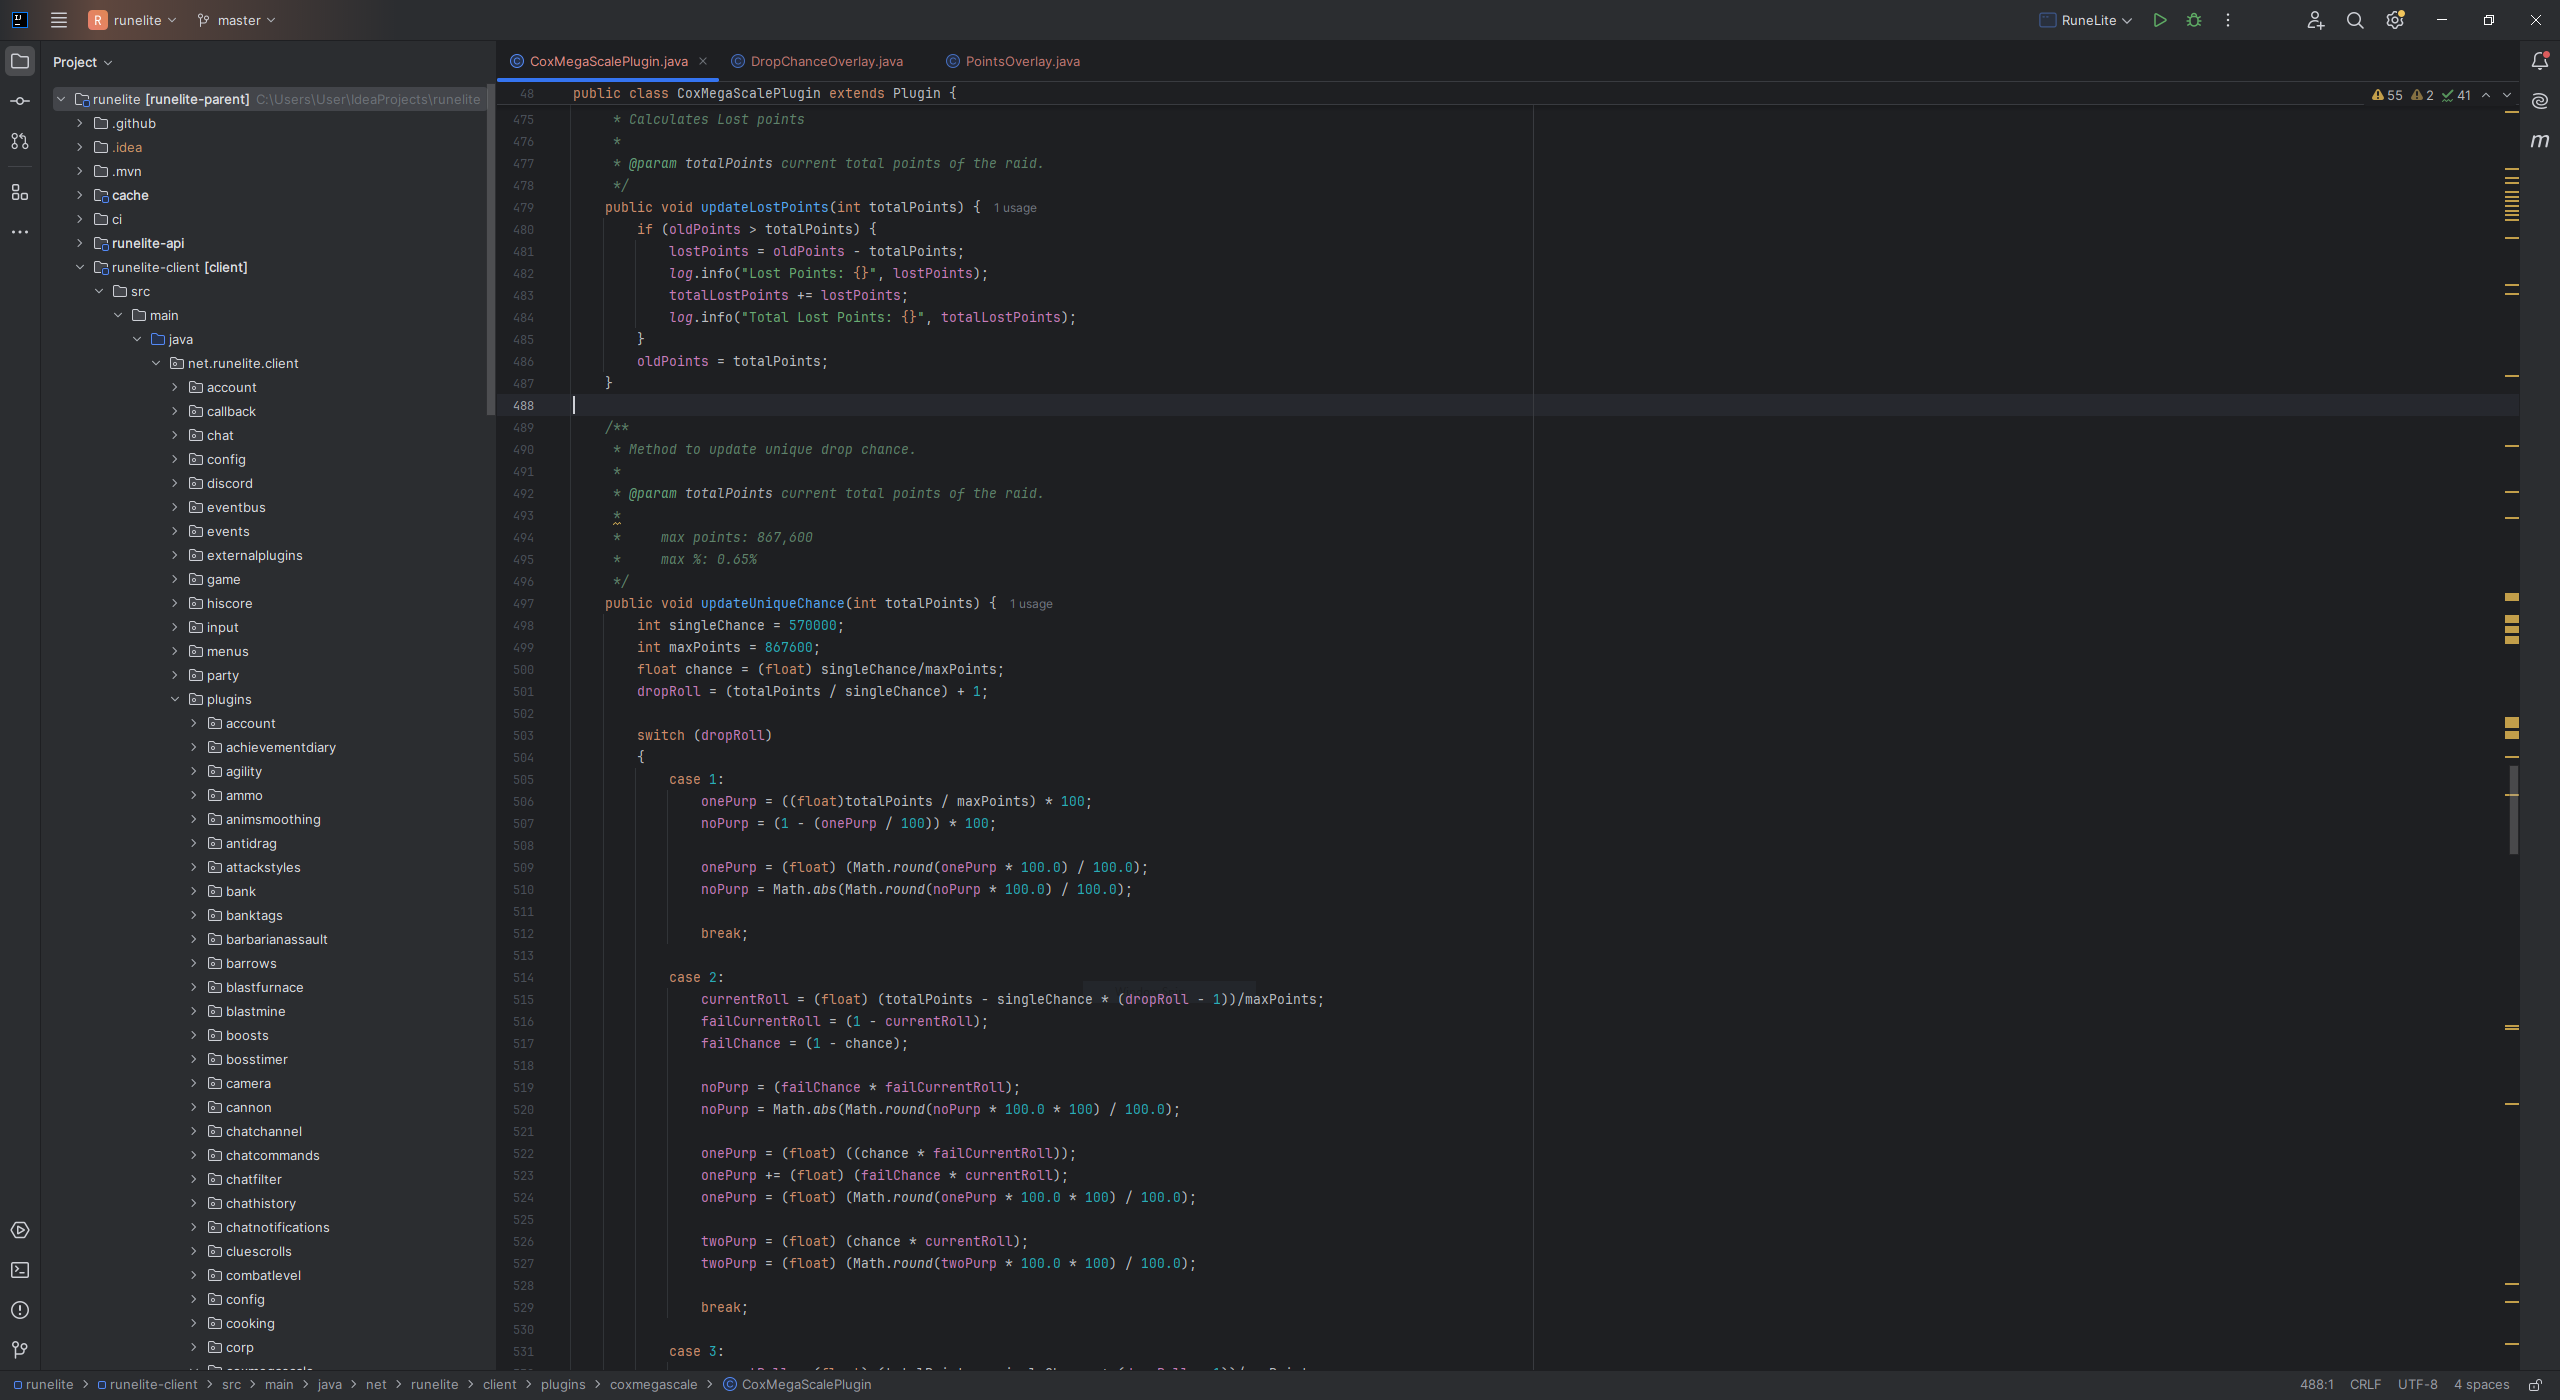 R runelite master RuneLite
Project
runelite [runelite-parent] C:\Users\User\IdeaProjects\runelite
.github
.idea
.mvn
cache
ci
runelite-api
runelite-client [client]
src
main
java
net.runelite.client
account
callback
chat
config
discord
eventbus
events
externalplugins
game
hiscore
input
menus
party
plugins
account
achievementdiary
agility
ammo
animsmoothing
antidrag
attackstyles
bank
banktags
barbarianassault
barrows
blastfurnace
blastmine
boosts
bosstimer
camera
cannon
chatchannel
chatcommands
chatfilter
chathistory
chatnotifications
cluescrolls
combatlevel
config
cooking
corp
CoxMegaScalePlugin.java DropChanceOverlay.java PointsOverlay.java
48 public class CoxMegaScalePlugin extends Plugin { 55 2 41
475 * Calculates Lost points
476 *
477 * @param totalPoints current total points of the raid.
478 */
479 public void updateLostPoints(int totalPoints) { 1 usage
480 if (oldPoints > totalPoints) {
481 lostPoints = oldPoints - totalPoints;
482 log.info("Lost Points: {}", lostPoints);
483 totalLostPoints += lostPoints;
484 log.info("Total Lost Points: {}", totalLostPoints);
485 }
486 oldPoints = totalPoints;
487 }
488
489 /**
490 * Method to update unique drop chance.
491 *
492 * @param totalPoints current total points of the raid.
493 *
494 * max points: 867,600
495 * max %: 0.65%
496 */
497 public void updateUniqueChance(int totalPoints) { 1 usage
498 int singleChance = 570000;
499 int maxPoints = 867600;
500 float chance = (float) singleChance/maxPoints;
501 dropRoll = (totalPoints / singleChance) + 1;
502
503 switch (dropRoll)
504 {
505 case 1:
506 onePurp = ((float)totalPoints / maxPoints) * 100;
507 noPurp = (1 - (onePurp / 100)) * 100;
508
509 onePurp = (float) (Math.round(onePurp * 100.0) / 100.0);
510 noPurp = Math.abs(Math.round(noPurp * 100.0) / 100.0);
511
512 break;
513
514 case 2:
515 currentRoll = (float) (totalPoints - singleChance * (dropRoll - 1))/maxPoints;
516 failCurrentRoll = (1 - currentRoll);
517 failChance = (1 - chance);
518
519 noPurp = (failChance * failCurrentRoll);
520 noPurp = Math.abs(Math.round(noPurp * 100.0 * 100) / 100.0);
521
522 onePurp = (float) ((chance * failCurrentRoll));
523 onePurp += (float) (failChance * currentRoll);
524 onePurp = (float) (Math.round(onePurp * 100.0 * 100) / 100.0);
525
526 twoPurp = (float) (chance * currentRoll);
527 twoPurp = (float) (Math.round(twoPurp * 100.0 * 100) / 100.0);
528
529 break;
530
531 case 3:
m
runelite > runelite-client > src > main > java > net > runelite > client > plugins > coxmegascale > CoxMegaScalePlugin 488:1 CRLF UTF-8 4 spaces